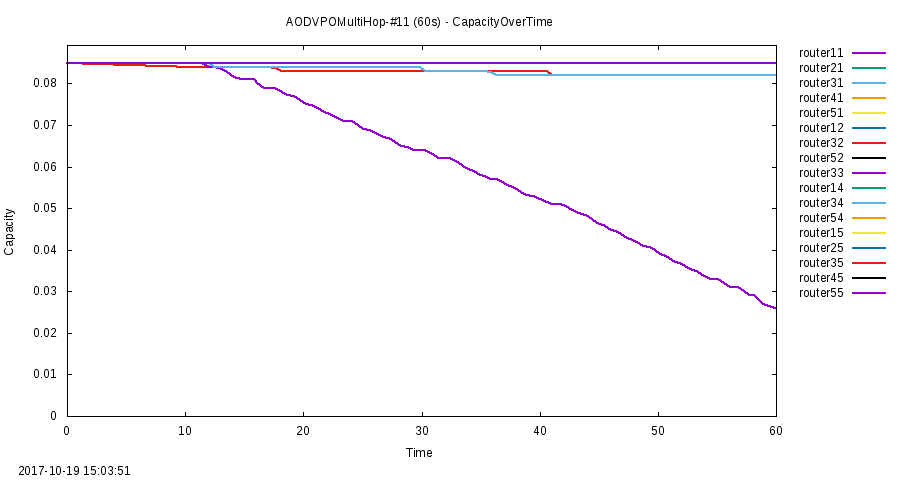 AODVPOMultiHop-#11 (60s) - CapacityOverTime
router11
router21
router31
router41
router51
router12
router32
router52
router33
router14
router34
router54
router15
router25
router35
router45
router55
0.08
0.07
0.06
0.05
0.04
0.03
0.02
0.01
0
Capacity
0 10 20 30 40 50 60
Time
2017-10-19 15:03:51